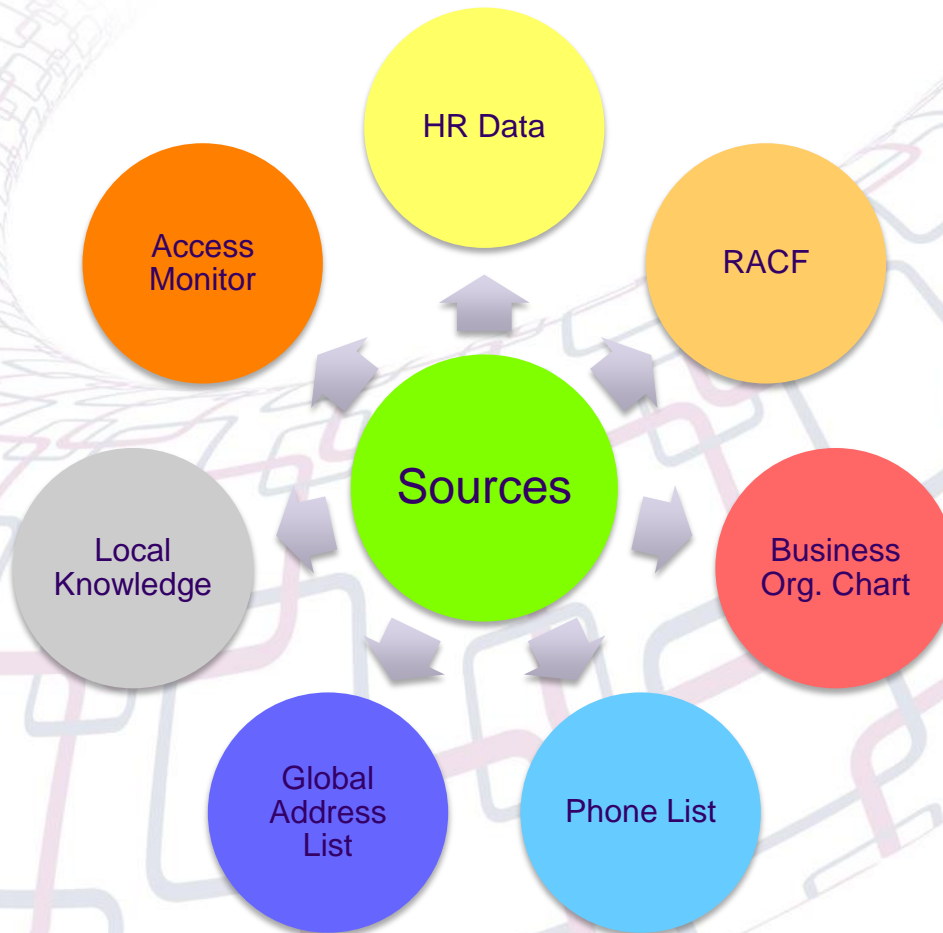 HR Data
Access
Monitor
RACF
Sources
Local
Knowledge
Business
Org. Chart
Global
Address
List
Phone List